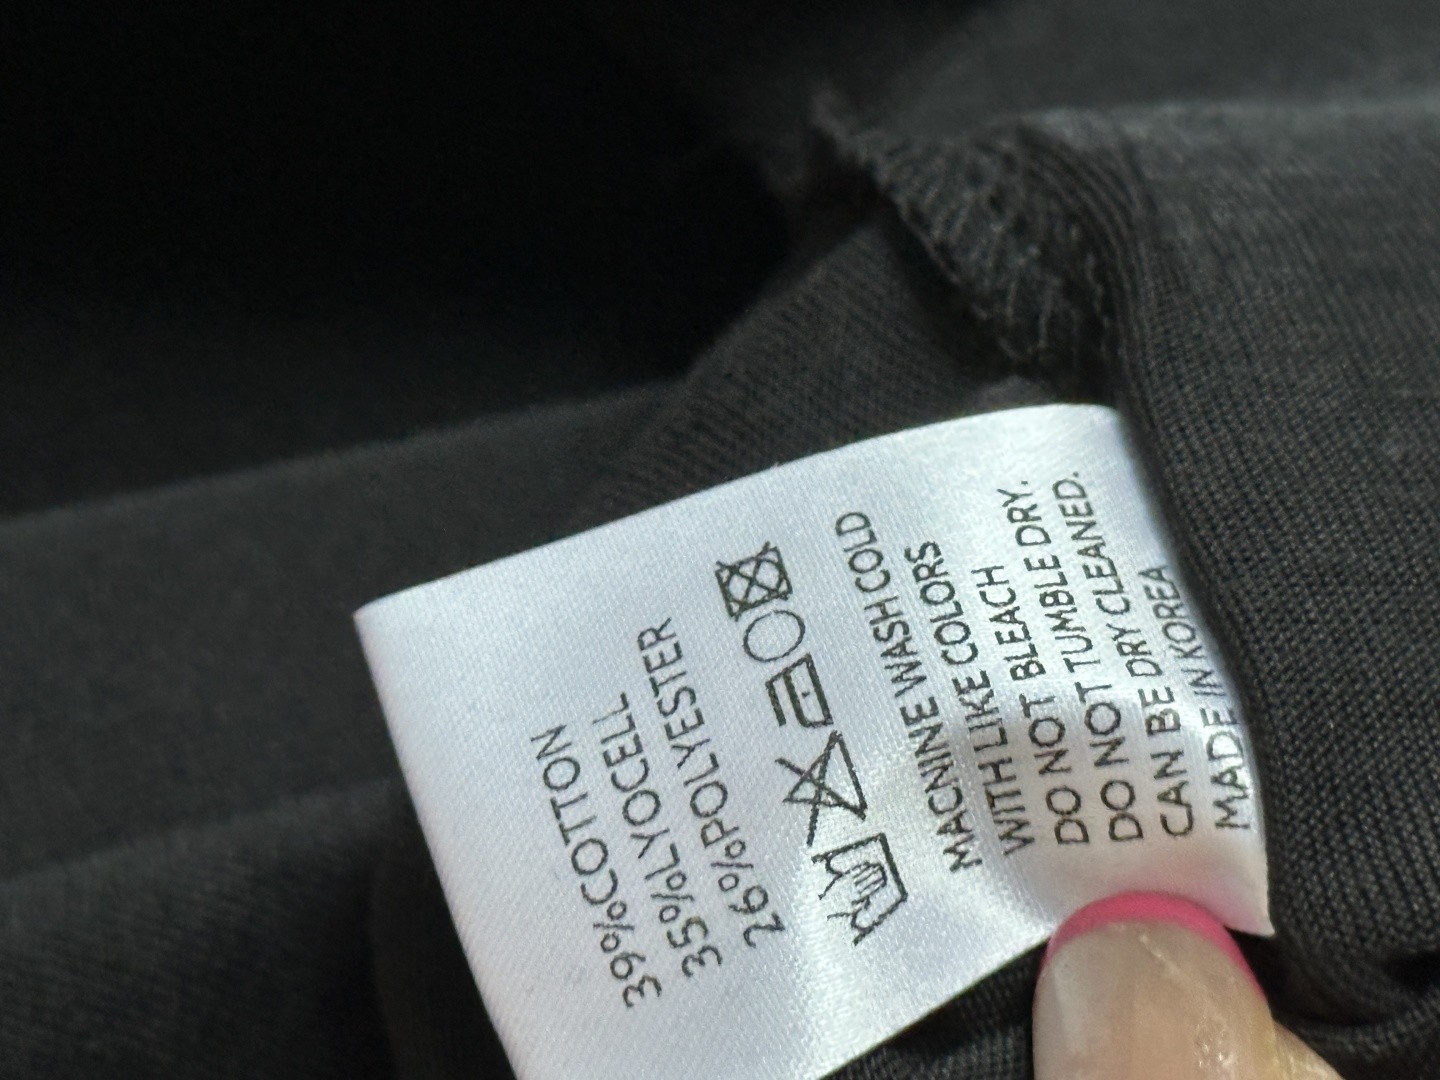 39%COTTON
35%LYOCELL
26%POLYESTER
MACNINE WASH COLD
WITH LIKE COLORS
DO NOT BLEACH
DO NOT TUMBLE DRY.
CAN BE DRY CLEANED.
MADE IN KOREA